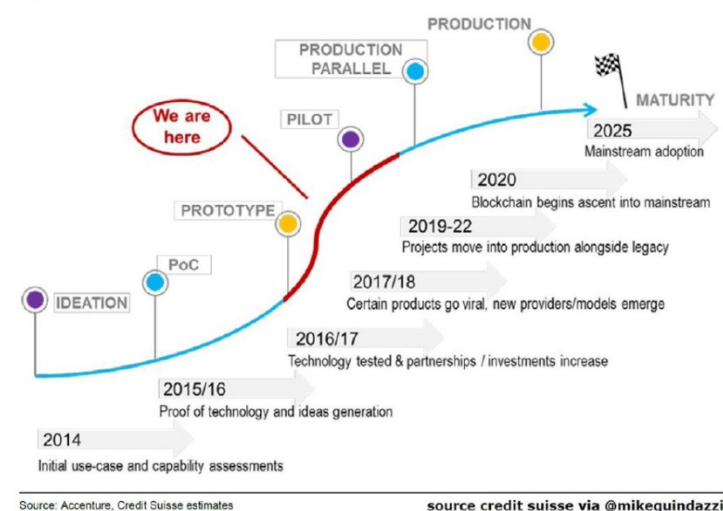 PRODUCTION
PRODUCTION
PARALLEL
MATURITY
We are
here
PILOT
2025
Mainstream adoption
2020
Blockchain begins ascent into mainstream
PROTOTYPE
2019-22
Projects move into production alongside legacy
PoC
2017/18
Certain products go viral, new providers/models emerge
IDEATION
2016/17
Technology tested & partnerships / investments increase
2015/16
Proof of technology and ideas generation
2014
Initial use-case and capability assessments
Source: Accenture, Credit Suisse estimates
source credit suisse via @mikequindazzi